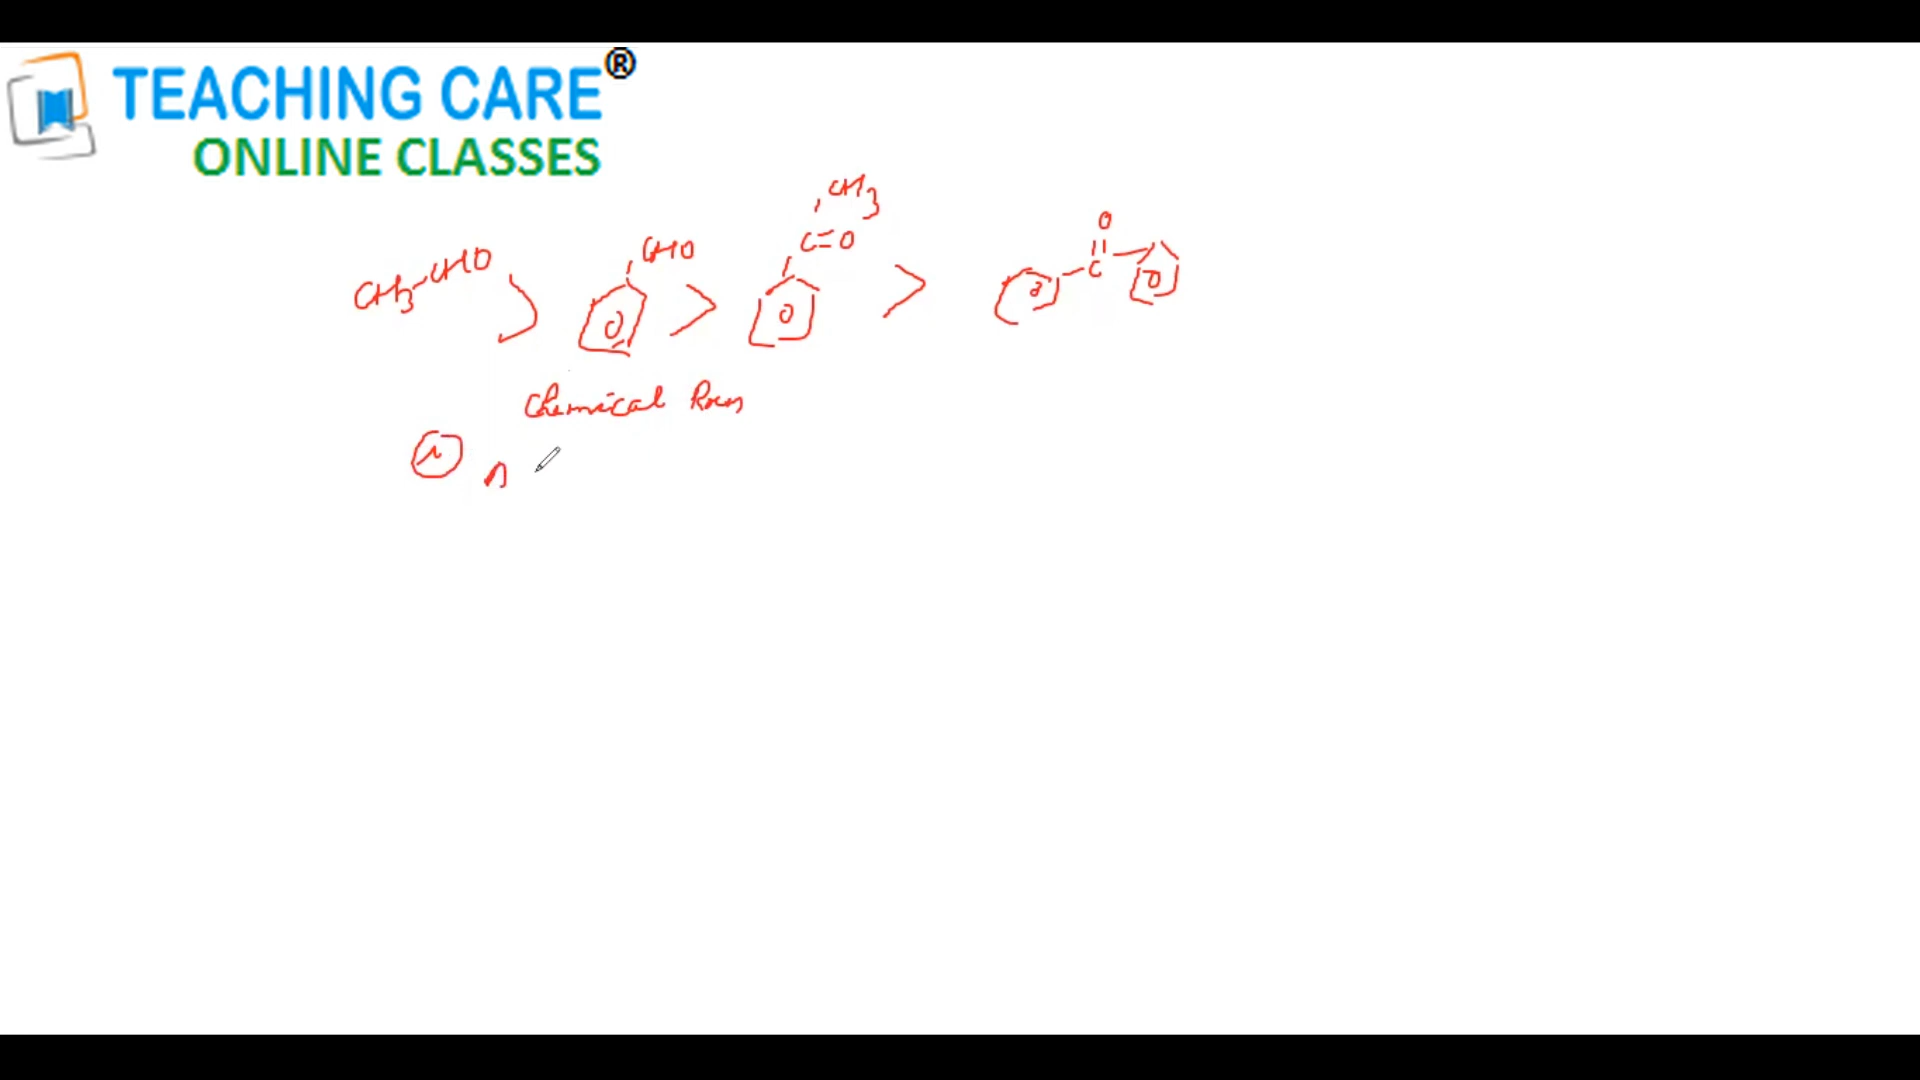 TEACHING CARE®
ONLINE CLASSES
CH3
C=O
CH3-CHO > CHO > > O
C
Chemical Rxn